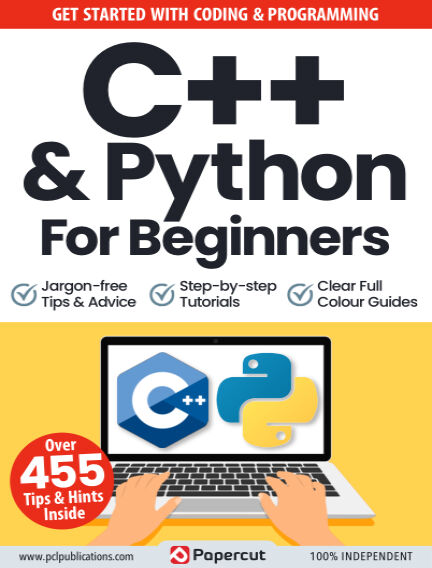 GET STARTED WITH CODING & PROGRAMMING
C++
& Python
For Beginners
Jargon-free
Tips & Advice
Step-by-step
Tutorials
Clear Full
Colour Guides
C++
Over
455
Tips & Hints
Inside
www.pclpublications.com
Papercut
100% INDEPENDENT